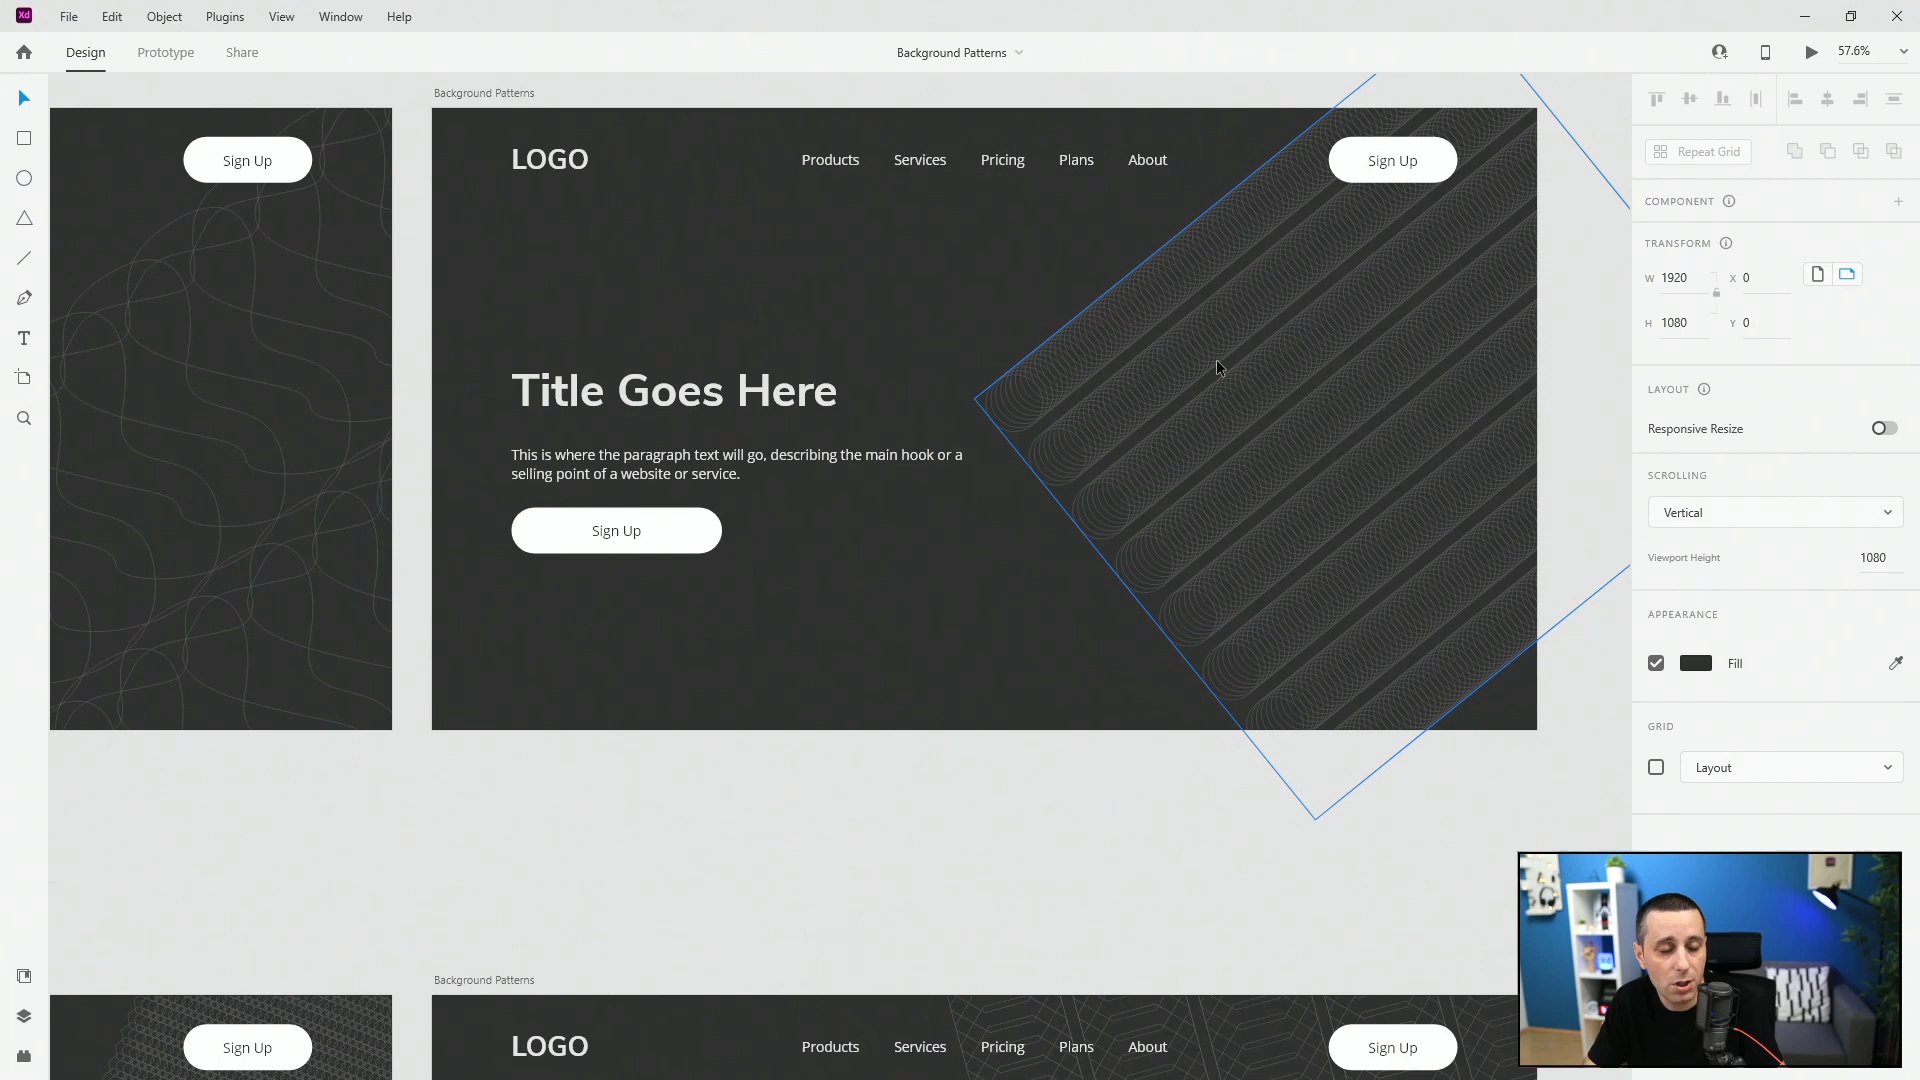 Xd File Edit Object Plugins View Window Help
Design Prototype Share Background Patterns 57.6%
Background Patterns
Sign Up
LOGO Products Services Pricing Plans About Sign Up
Title Goes Here
This is where the paragraph text will go, describing the main hook or a
selling point of a website or service.
Sign Up
Background Patterns
Sign Up
LOGO Products Services Pricing Plans About Sign Up
Repeat Grid
COMPONENT
TRANSFORM
W 1920 X 0
H 1080 Y 0
LAYOUT
Responsive Resize
SCROLLING
Vertical
Viewport Height 1080
APPEARANCE
Fill
GRID
Layout